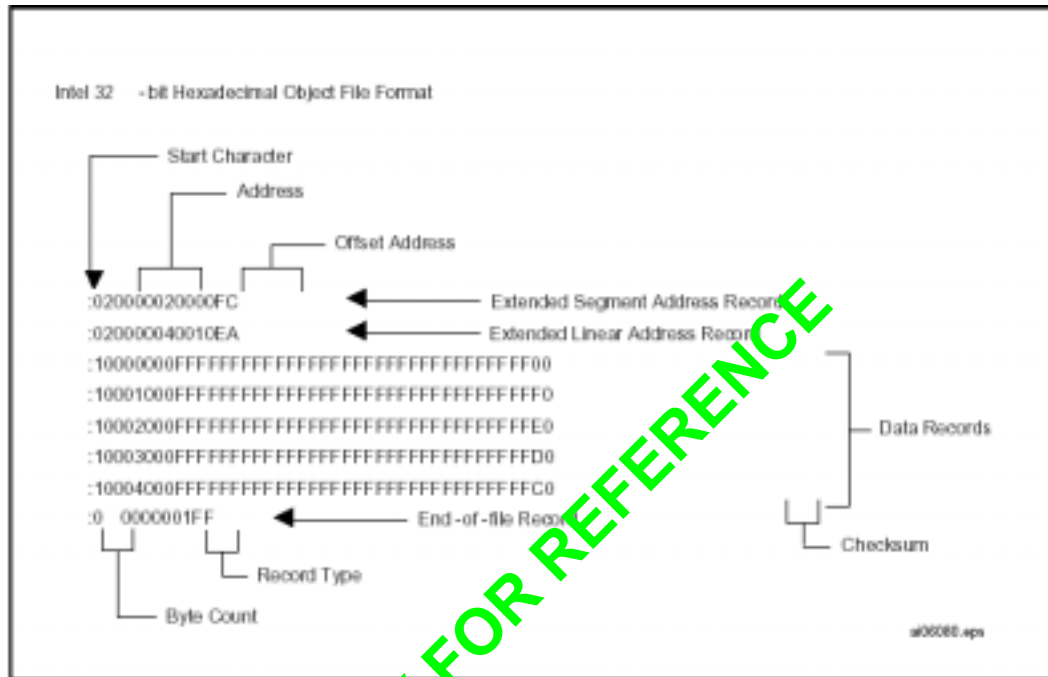 Intel 32 -bit Hexadecimal Object File Format
Start Character
Address
Offset Address
:020000020000FC
Extended Segment Address Record
:020000040010EA
Extended Linear Address Record
:10000000FFFFFFFFFFFFFFFFFFFFFFFFFFFFFFFF00
:10001000FFFFFFFFFFFFFFFFFFFFFFFFFFFFFFFFF0
:10002000FFFFFFFFFFFFFFFFFFFFFFFFFFFFFFFFE0
Data Records
:10003000FFFFFFFFFFFFFFFFFFFFFFFFFFFFFFFFD0
:10004000FFFFFFFFFFFFFFFFFFFFFFFFFFFFFFFFC0
:0 0000001FF
End -of -file Record
Checksum
Record Type
Byte Count
ai06080.eps
FOR REFERENCE